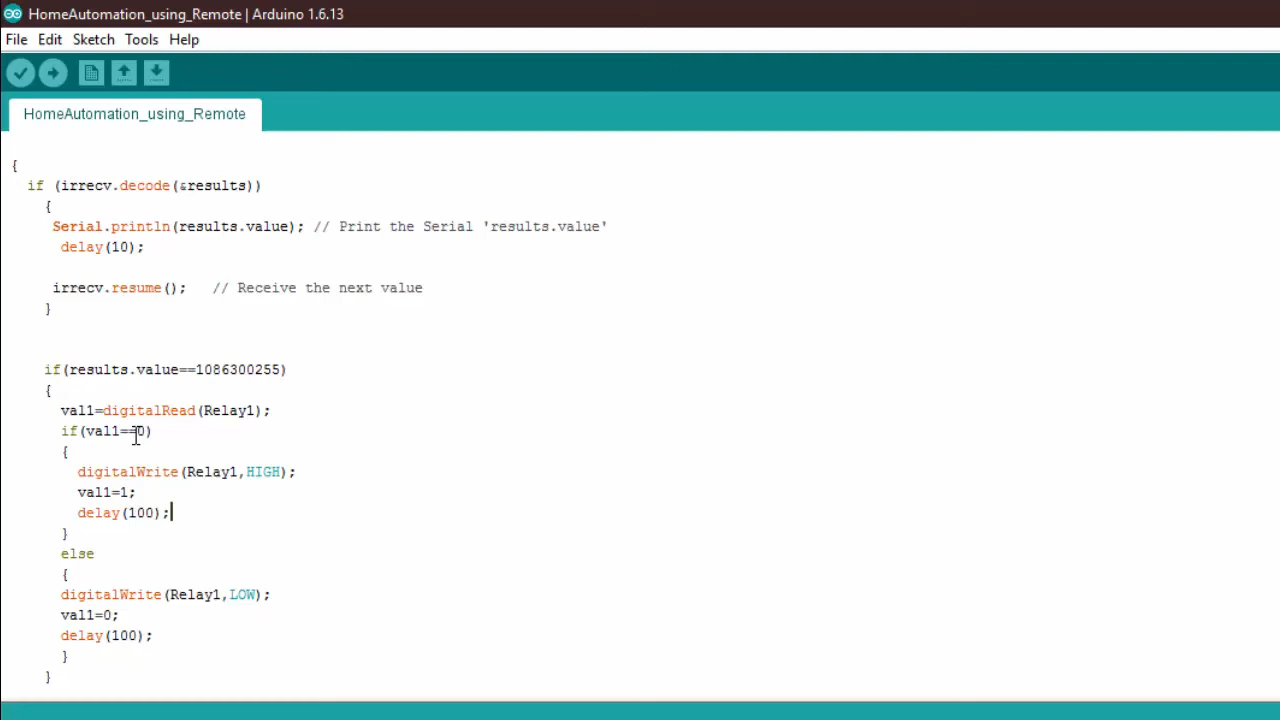 HomeAutomation_using_Remote | Arduino 1.6.13
File Edit Sketch Tools Help
HomeAutomation_using_Remote
{
if (irrecv.decode(&results))
{
Serial.println(results.value); // Print the Serial 'results.value'
delay(10);
irrecv.resume(); // Receive the next value
}
if(results.value==1086300255)
{
val1=digitalRead(Relay1);
if(val1==0)
{
digitalWrite(Relay1,HIGH);
val1=1;
delay(100);
}
else
{
digitalWrite(Relay1,LOW);
val1=0;
delay(100);
}
}